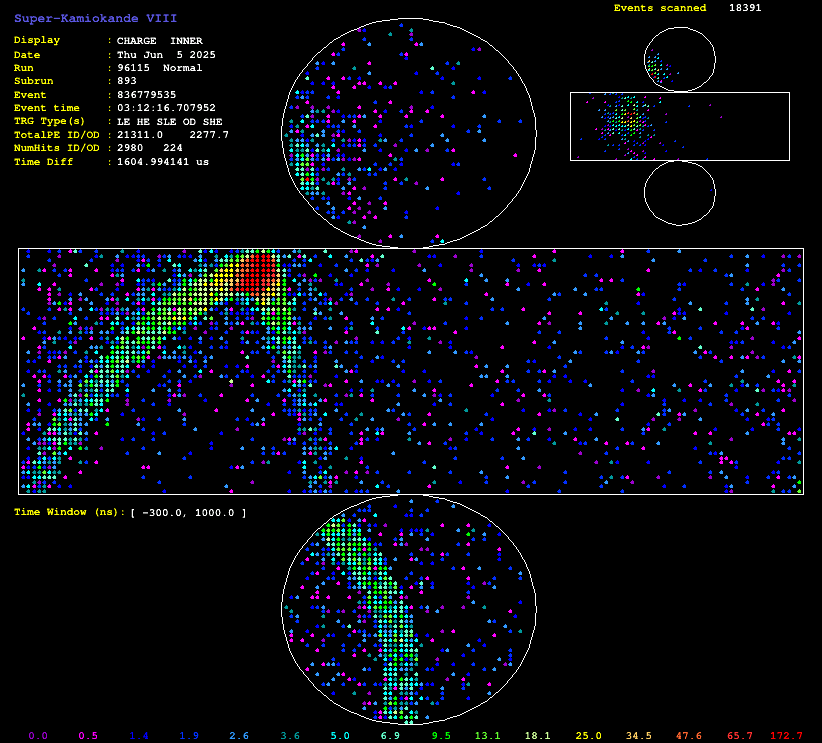 Super-Kamiokande VIII
Events scanned 18391
Display : CHARGE INNER
Date : Thu Jun 5 2025
Run : 96115 Normal
Subrun : 893
Event : 836779535
Event time : 03:12:16.707952
TRG Type(s) : LE HE SLE OD SHE
TotalPE ID/OD : 21311.0 2277.7
NumHits ID/OD : 2980 224
Time Diff : 1604.994141 us
Time Window (ns): [ -300.0, 1000.0 ]
0.0 0.5 1.4 1.9 2.6 3.6 5.0 6.9 9.5 13.1 18.1 25.0 34.5 47.6 65.7 172.7